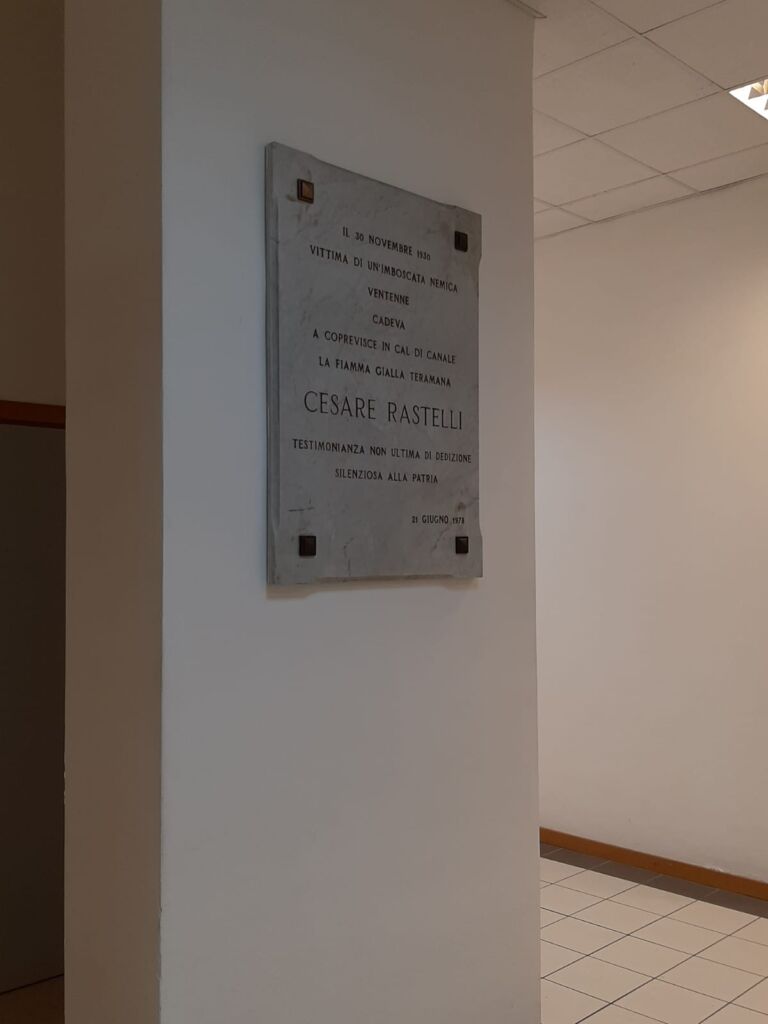 IL 30 NOVEMBRE 1930
VITTIMA DI UN'IMBOSCATA NEMICA
VENTENNE
CADEVA
A COPREVISCE IN CAL DI CANALE
LA FIAMMA GIALLA TERAMANA
CESARE RASTELLI
TESTIMONIANZA NON ULTIMA DI DEDIZIONE
SILENZIOSA ALLA PATRIA
21 GIUGNO 1978